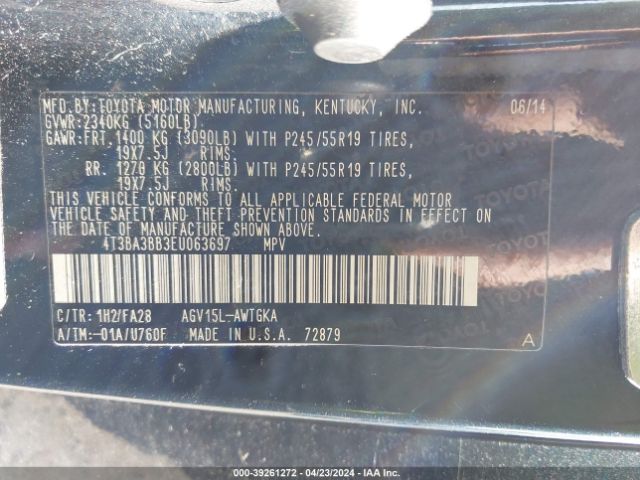 MFD.BY:TOYOTA MOTOR MANUFACTURING, KENTUCKY, INC. 06/14
GVWR:2340KG (5160LB)
GAWR:FRT.1400 KG (3090LB) WITH P245/55R19 TIRES,
19X7.5J RIMS.
RR. 1270 KG (2800LB) WITH P245/55R19 TIRES,
19X7.5J RIMS.
THIS VEHICLE CONFORMS TO ALL APPLICABLE FEDERAL MOTOR
VEHICLE SAFETY AND THEFT PREVENTION STANDARDS IN EFFECT ON
THE DATE OF MANUFACTURE SHOWN ABOVE.
4T3BA3BB3EU063697 MPV
C/TR: 1H2/FA28 AGV15L-AWTGKA
A/TM:-01A/U760F MADE IN U.S.A. 72879 A
000-39261272 - 04/23/2024 - IAA Inc.